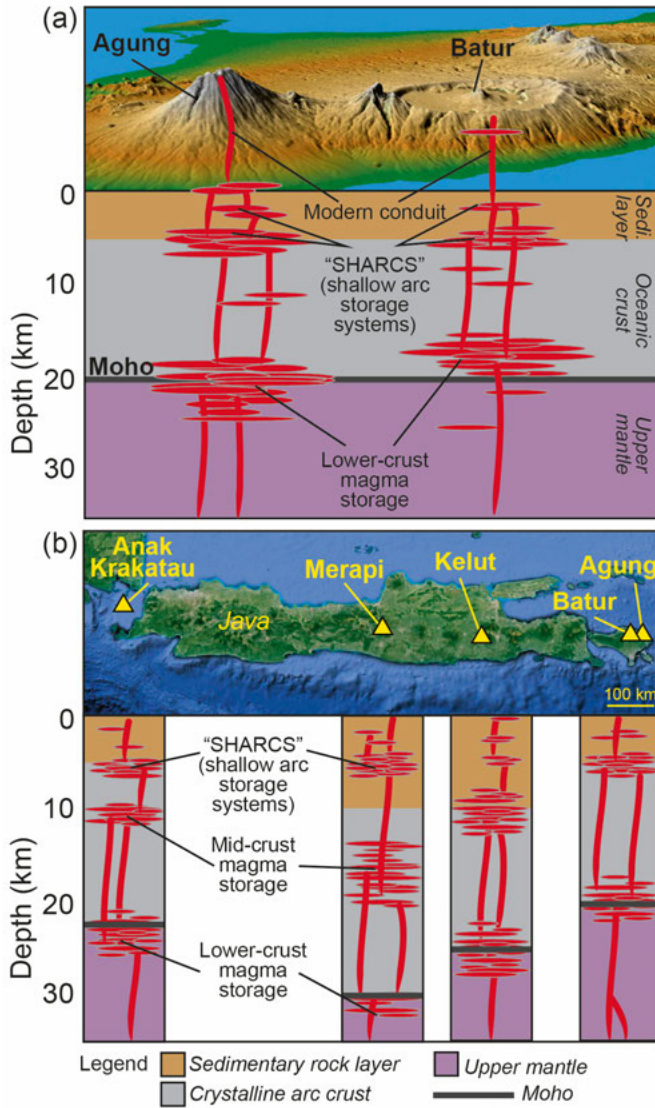 (a)
Agung
Batur
0
Modern conduit
Sedi.
layer
"SHARCS"
(shallow arc
storage
systems)
10
Oceanic
crust
Moho
20
Depth (km)
Lower-crust
magma
storage
30
Upper
mantle
(b)
Anak
Krakatau
Merapi
Kelut
Agung
Batur
Java
100 km
0
"SHARCS"
(shallow arc
storage
systems)
10
Mid-crust
magma
storage
20
Depth (km)
Lower-crust
magma
storage
30
Legend
Sedimentary rock layer
Upper mantle
Crystalline arc crust
Moho